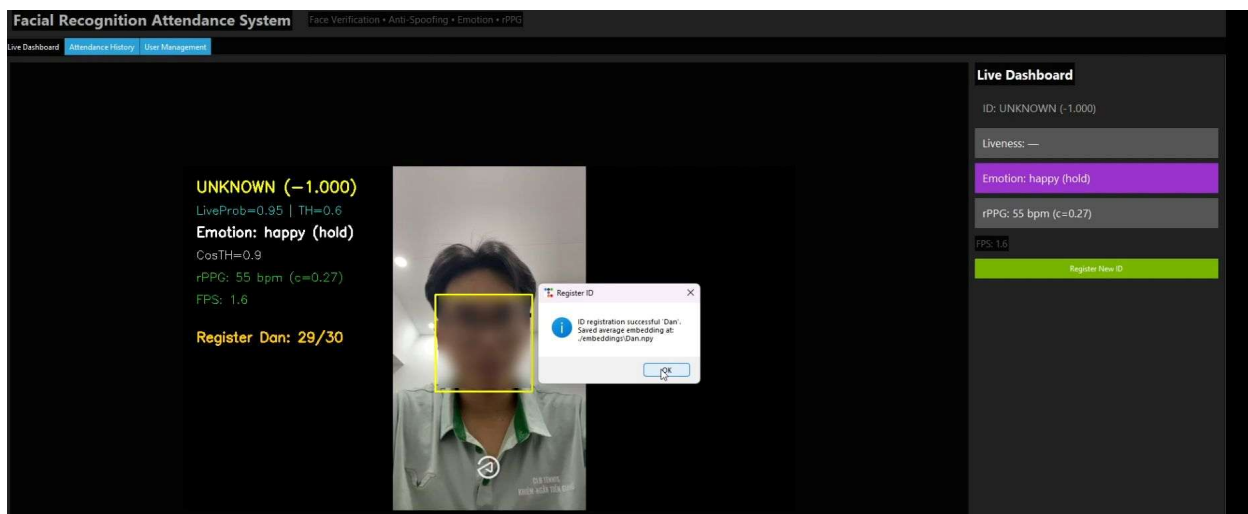 Facial Recognition Attendance System
Face Verification • Anti-Spoofing • Emotion • rPPG
Live Dashboard
Attendance History
User Management
UNKNOWN (-1.000)
LiveProb=0.95 | TH=0.6
Emotion: happy (hold)
CosTH=0.9
rPPG: 55 bpm (c=0.27)
FPS: 1.6
Register Dan: 29/30
Register ID
ID registration successful 'Dan'.
Saved average embedding at:
./embeddings\Dan.npy
OK
Live Dashboard
ID: UNKNOWN (-1.000)
Liveness: —
Emotion: happy (hold)
rPPG: 55 bpm (c=0.27)
FPS: 1.6
Register New ID